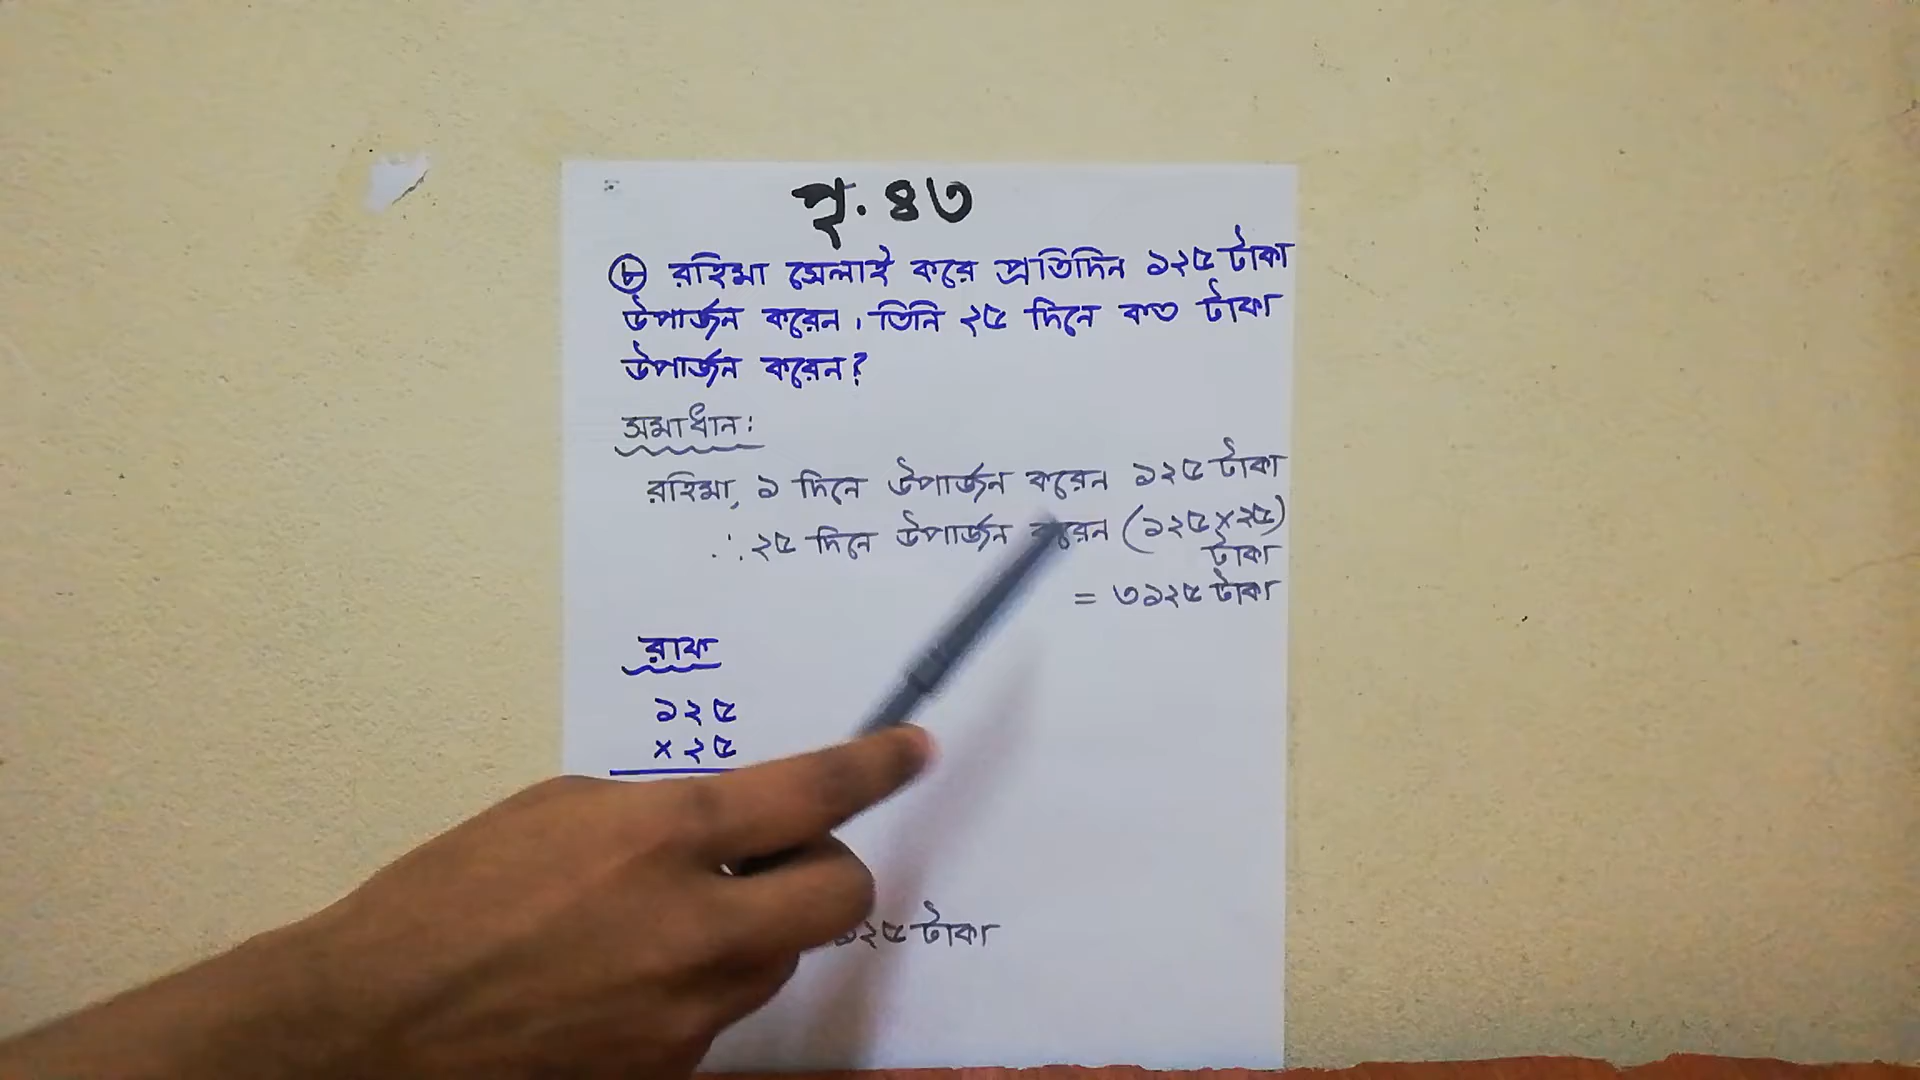 পৃ. ৪৩
৮ রহিমা সেলাই করে প্রতিদিন ১২৫ টাকা
উপার্জন করেন। তিনি ২৫ দিনে কত টাকা
উপার্জন করেন?
সমাধান:
রহিমা, ১ দিনে উপার্জন করেন ১২৫ টাকা
∴ ২৫ দিনে উপার্জন করেন (১২৫×২৫)
টাকা
= ৩১২৫ টাকা
রাফ
১২৫
× ২৫
১২৫ টাকা